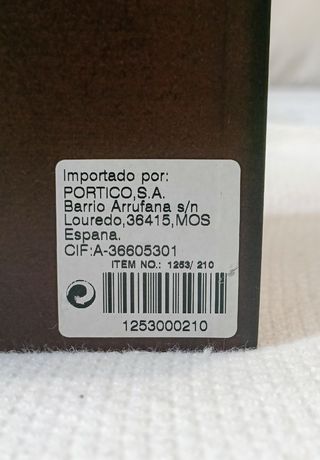 Importado por:
PORTICO,S.A.
Barrio Arrufana s/n
Louredo,36415,MOS
Espana.
CIF:A-36605301
ITEM NO.: 1253/ 210
1253000210